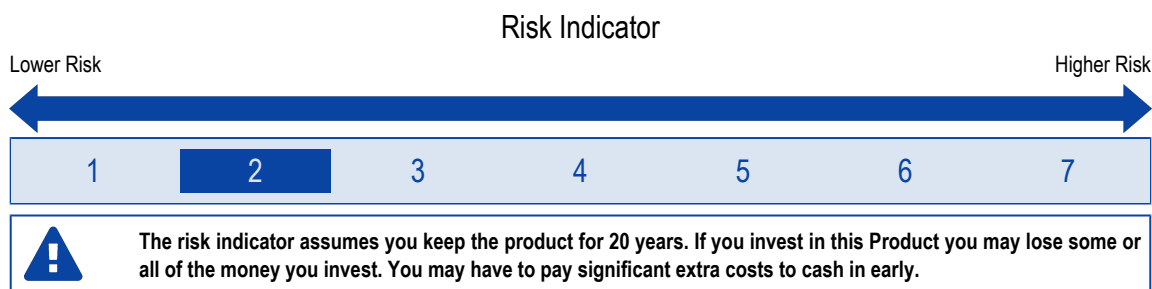 Risk Indicator
Lower Risk Higher Risk
1 2 3 4 5 6 7
The risk indicator assumes you keep the product for 20 years. If you invest in this Product you may lose some or
all of the money you invest. You may have to pay significant extra costs to cash in early.